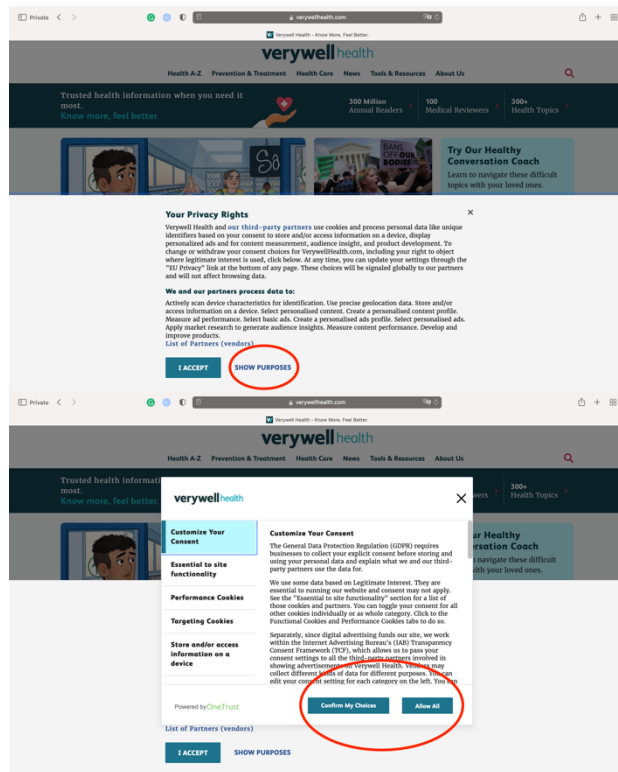 Private
verywellhealth.com
Verywell Health - Know More. Feel Better.
verywell health
Health A-Z Prevention & Treatment Health Care News Tools & Resources About Us
Trusted health information when you need it
most.
Know more, feel better.
300 Million
Annual Readers
100
Medical Reviewers
300+
Health Topics
BANS
OFF OUR
BODIES
Try Our Healthy
Conversation Coach
Learn to navigate these difficult
topics with your loved ones.
Your Privacy Rights
Verywell Health and our third-party partners use cookies and process personal data like unique
identifiers based on your consent to store and/or access information on a device, display
personalized ads and for content measurement, audience insight, and product development. To
change or withdraw your consent choices for VerywellHealth.com, including your right to object
where legitimate interest is used, click below. At any time, you can update your settings through the
"EU Privacy" link at the bottom of any page. These choices will be signaled globally to our partners
and will not affect browsing data.
We and our partners process data to:
Actively scan device characteristics for identification. Use precise geolocation data. Store and/or
access information on a device. Select personalised content. Create a personalised content profile.
Measure ad performance. Select basic ads. Create a personalised ads profile. Select personalised ads.
Apply market research to generate audience insights. Measure content performance. Develop and
improve products.
List of Partners (vendors)
I ACCEPT
SHOW PURPOSES
Private
verywellhealth.com
Verywell Health - Know More. Feel Better.
verywell health
Health A-Z Prevention & Treatment Health Care News Tools & Resources About Us
Trusted health informati
most.
Know more, feel better.
wers
300+
Health Topics
ur Healthy
rsation Coach
navigate these difficult
ith your loved ones.
verywell health
Customize Your
Consent
Essential to site
functionality
Performance Cookies
Targeting Cookies
Store and/or access
information on a
device
Customize Your Consent
The General Data Protection Regulation (GDPR) requires
businesses to collect your explicit consent before storing and
using your personal data and explain what we and our third-
party partners use the data for.
We use some data based on Legitimate Interest. They are
essential to running our website and consent may not apply.
See the "Essential to site functionality" section for a list of
those cookies and partners. You can toggle your consent for all
other cookies individually or as whole category. Click to the
Functional Cookies and Performance Cookies tabs to do so.
Separately, since digital advertising funds our site, we work
within the Internet Advertising Bureau's (IAB) Transparency
Consent Framework (TCF), which allows us to pass your
consent settings to all the third-party partners involved in
showing advertisements on Verywell Health. Vendors may
collect different kinds of data for different purposes. You can
edit your consent setting for each category on the left. You can
Powered by OneTrust
Confirm My Choices
Allow All
List of Partners (vendors)
I ACCEPT
SHOW PURPOSES